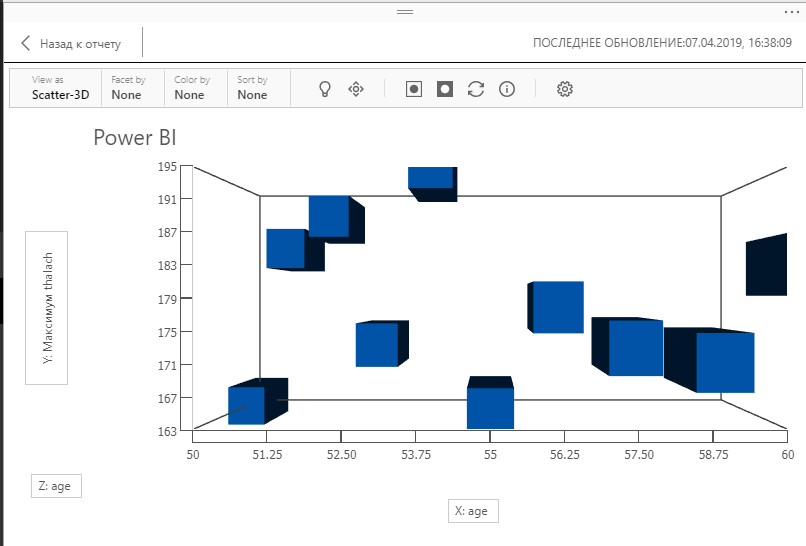 Назад к отчету
ПОСЛЕДНЕЕ ОБНОВЛЕНИЕ:07.04.2019, 16:38:09
View as
Scatter-3D
Facet by
None
Color by
None
Sort by
None
Power BI
195
191
187
183
179
175
171
167
163
Y: Максимум thalach
50
51.25
52.50
53.75
55
56.25
57.50
58.75
60
Z: age
X: age